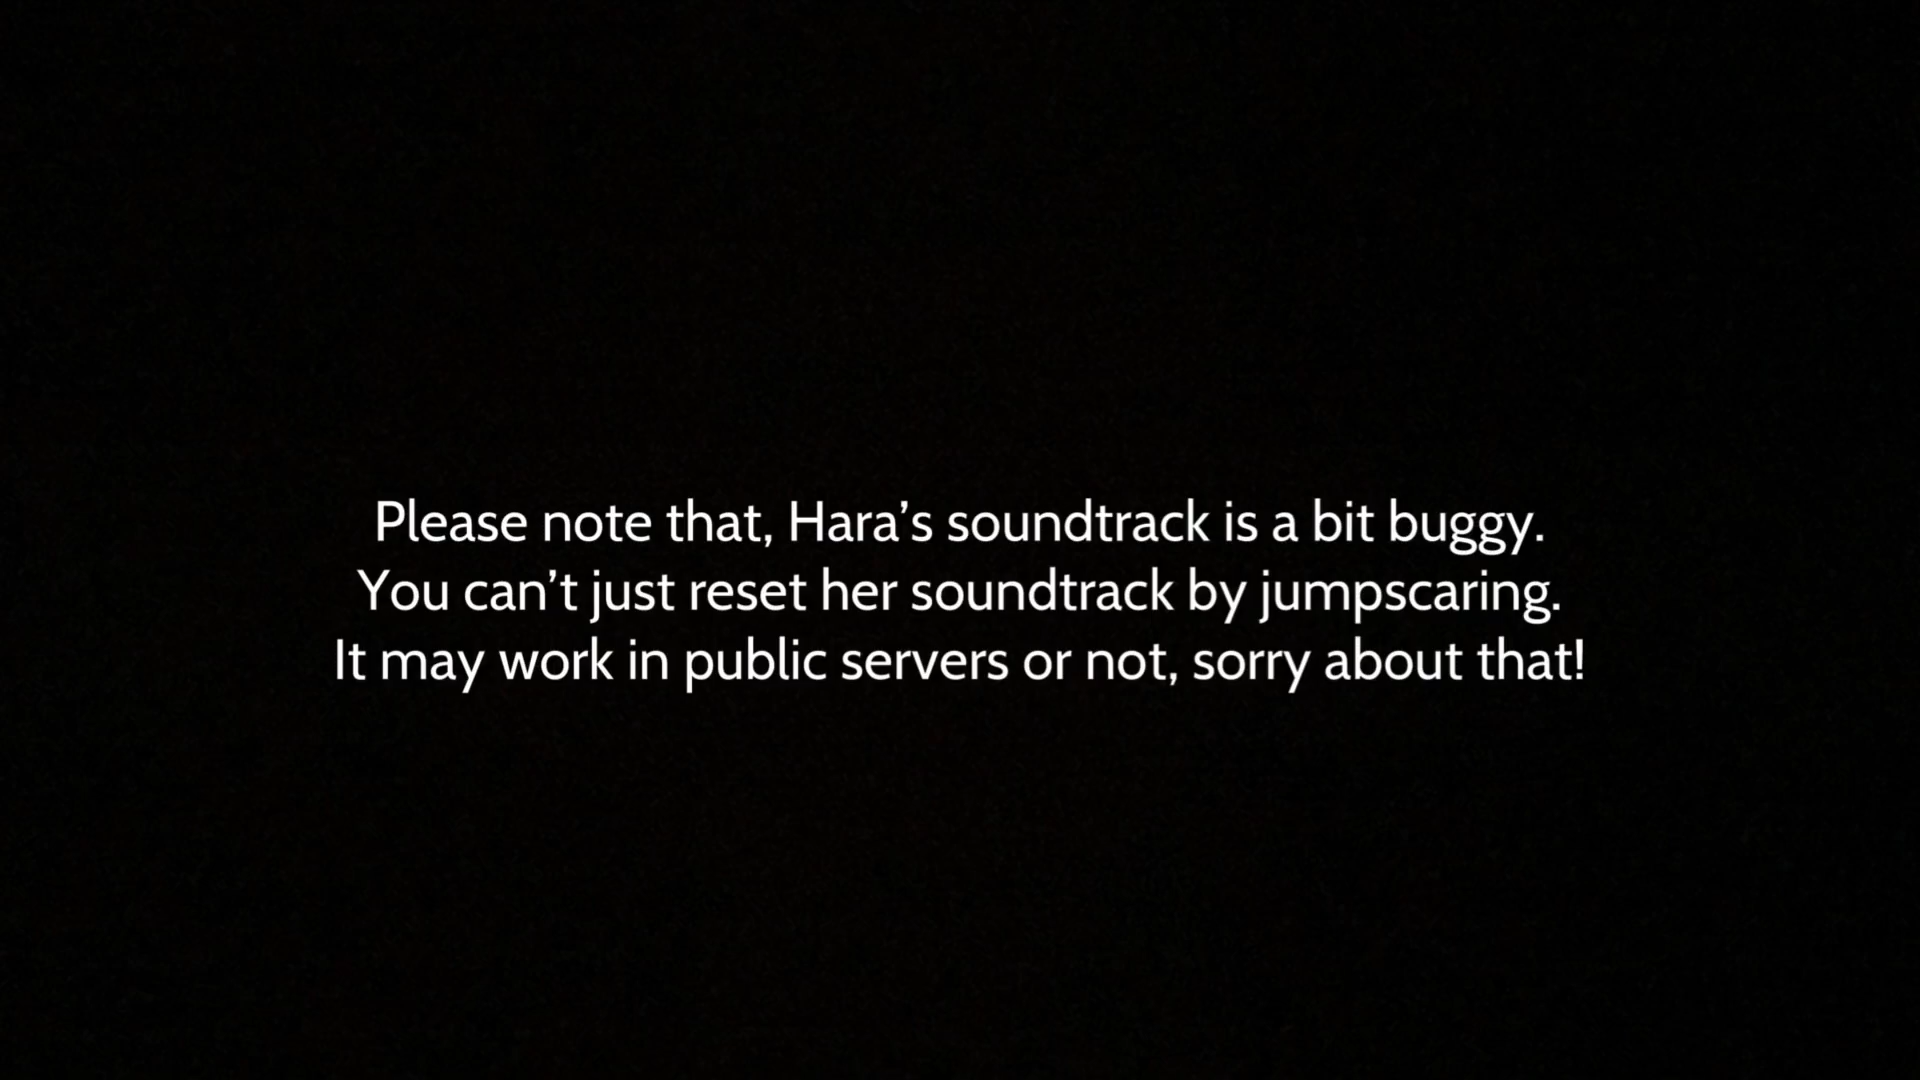 Please note that, Hara’s soundtrack is a bit buggy.
You can’t just reset her soundtrack by jumpscaring.
It may work in public servers or not, sorry about that!